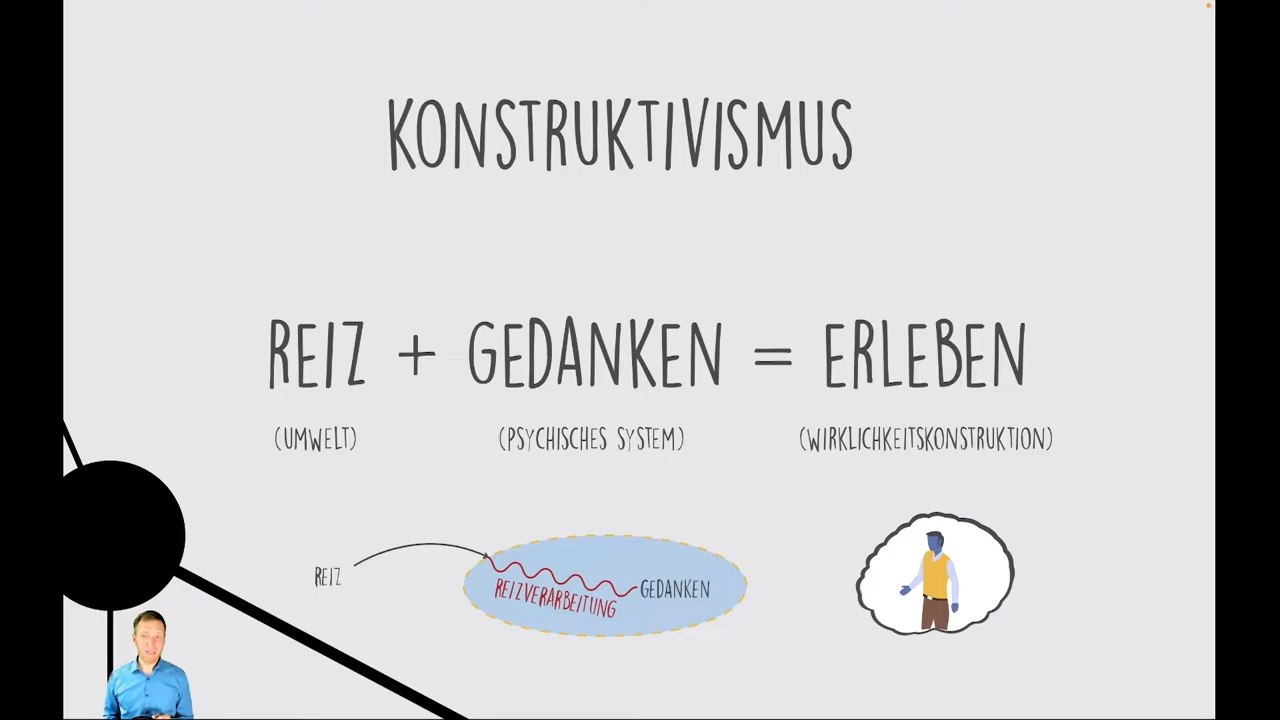 KONSTRUKTIVISMUS
REIZ + GEDANKEN = ERLEBEN
(UMWELT) (PSYCHISCHES SYSTEM) (WIRKLICHKEITSKONSTRUKTION)
REIZ
REIZVERARBEITUNG
GEDANKEN